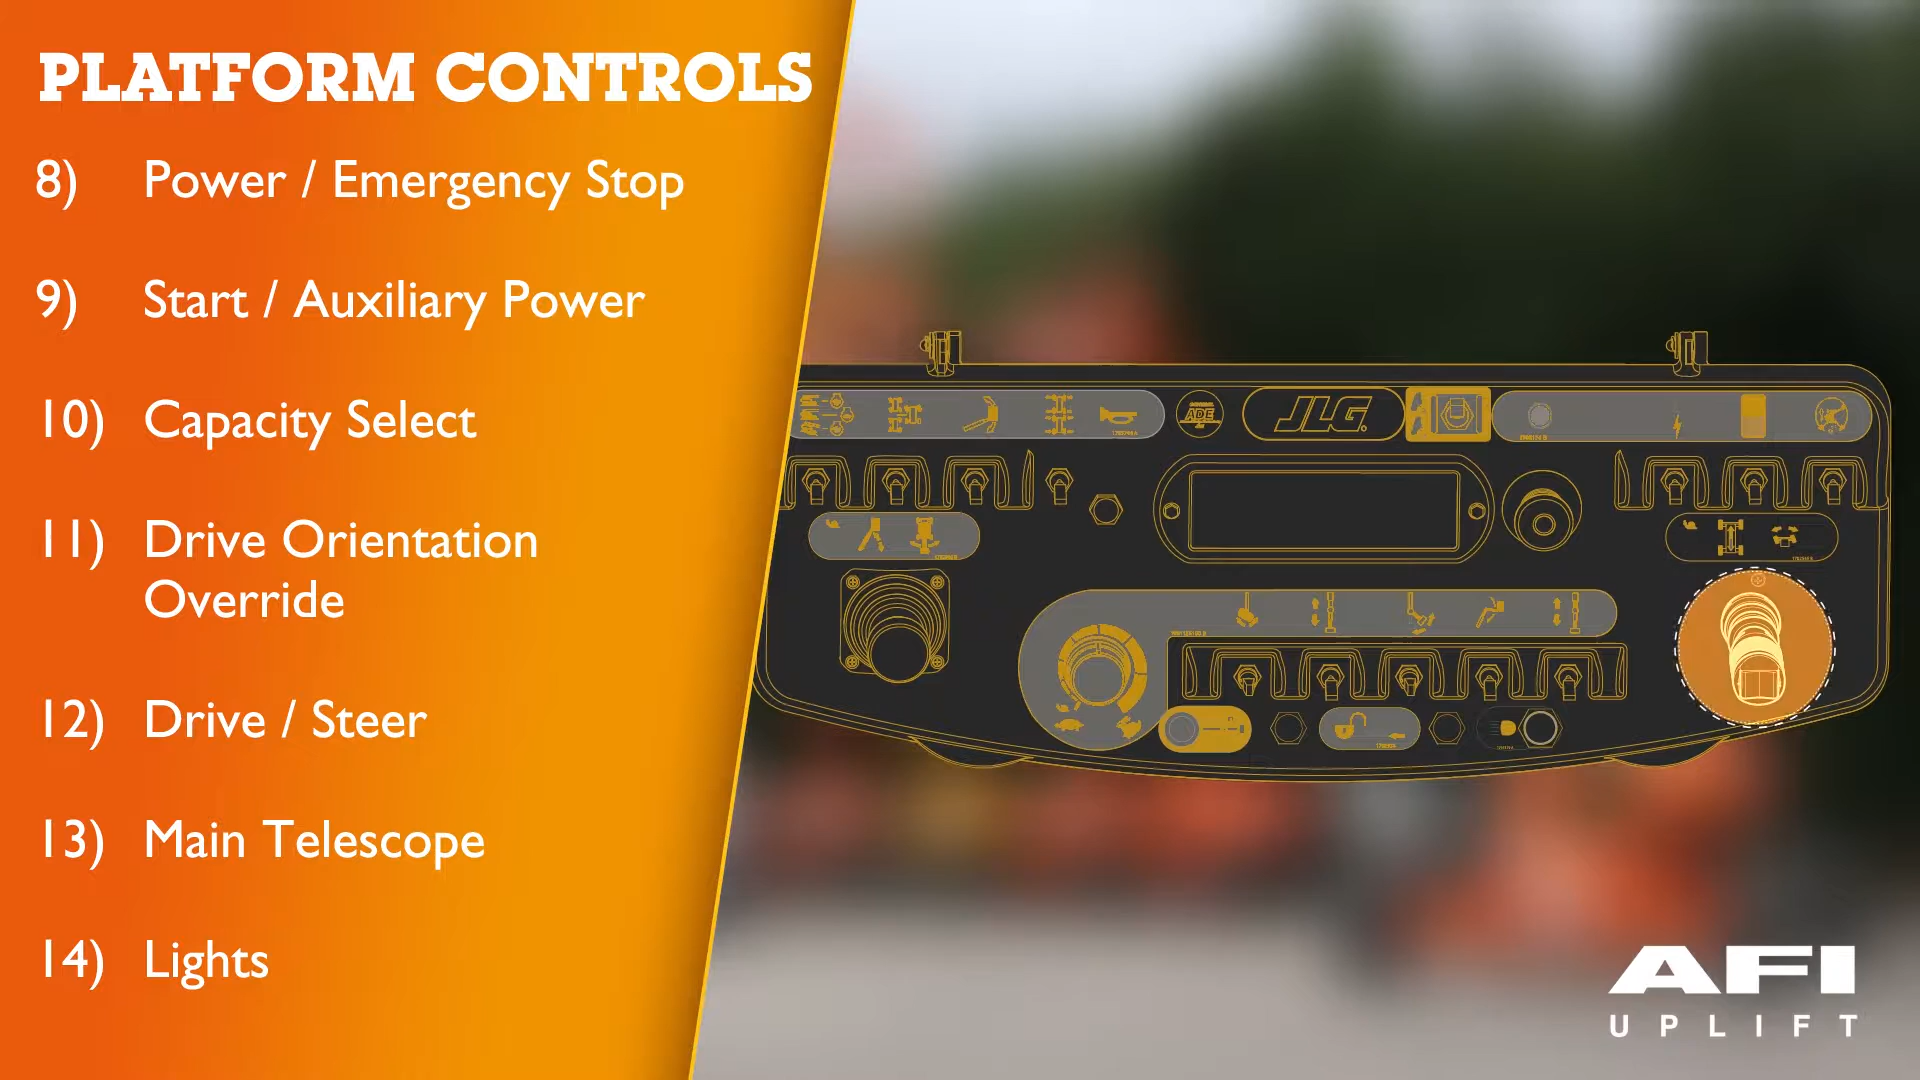 PLATFORM CONTROLS
8) Power / Emergency Stop
9) Start / Auxiliary Power
10) Capacity Select
11) Drive Orientation
Override
12) Drive / Steer
13) Main Telescope
14) Lights
ADE
JLG
AFI
UPLIFT